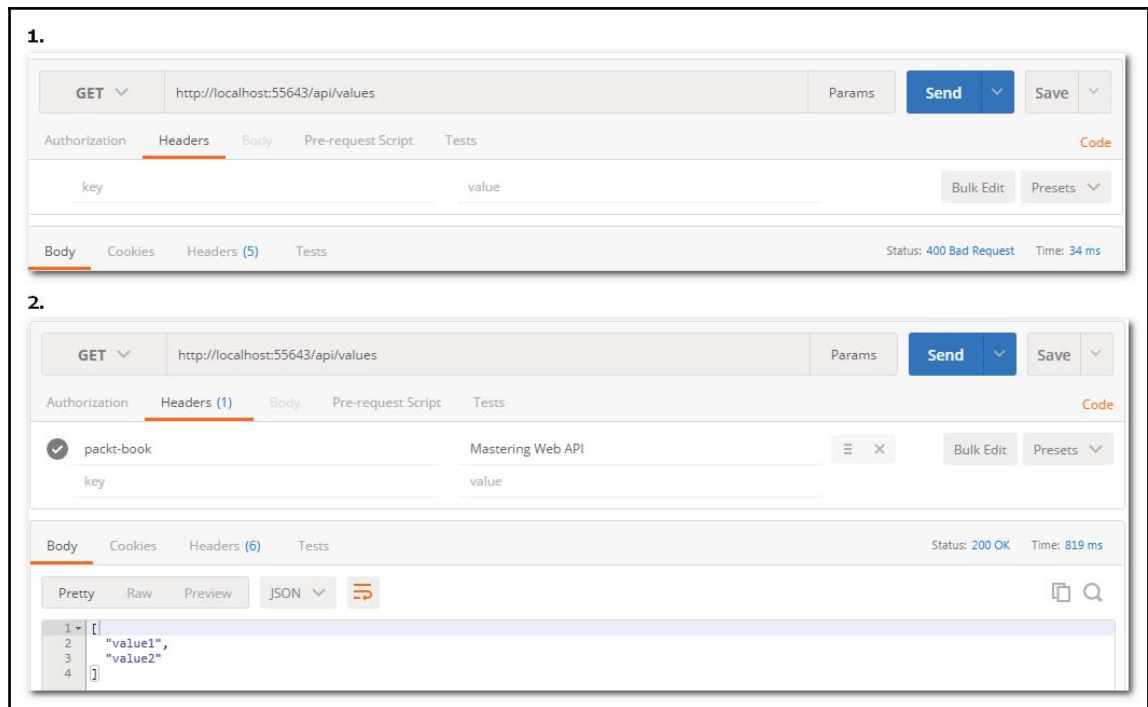 1.
GET http://localhost:55643/api/values Params Send Save
Authorization Headers Body Pre-request Script Tests Code
key value Bulk Edit Presets
Body Cookies Headers (5) Tests Status: 400 Bad Request Time: 34 ms
2.
GET http://localhost:55643/api/values Params Send Save
Authorization Headers (1) Body Pre-request Script Tests Code
packt-book Mastering Web API Bulk Edit Presets
key value
Body Cookies Headers (6) Tests Status: 200 OK Time: 819 ms
Pretty Raw Preview JSON
1 [
2 "value1",
3 "value2"
4 ]